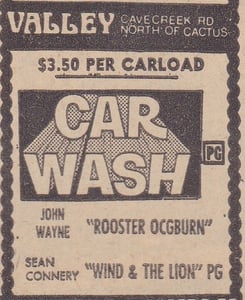 VALLEY CAVECREEK RD
NORTH OF CACTUS
$3.50 PER CARLOAD
CAR
WASH PG
JOHN
WAYNE "ROOSTER OCGBURN"
SEAN
CONNERY "WIND & THE LION" PG